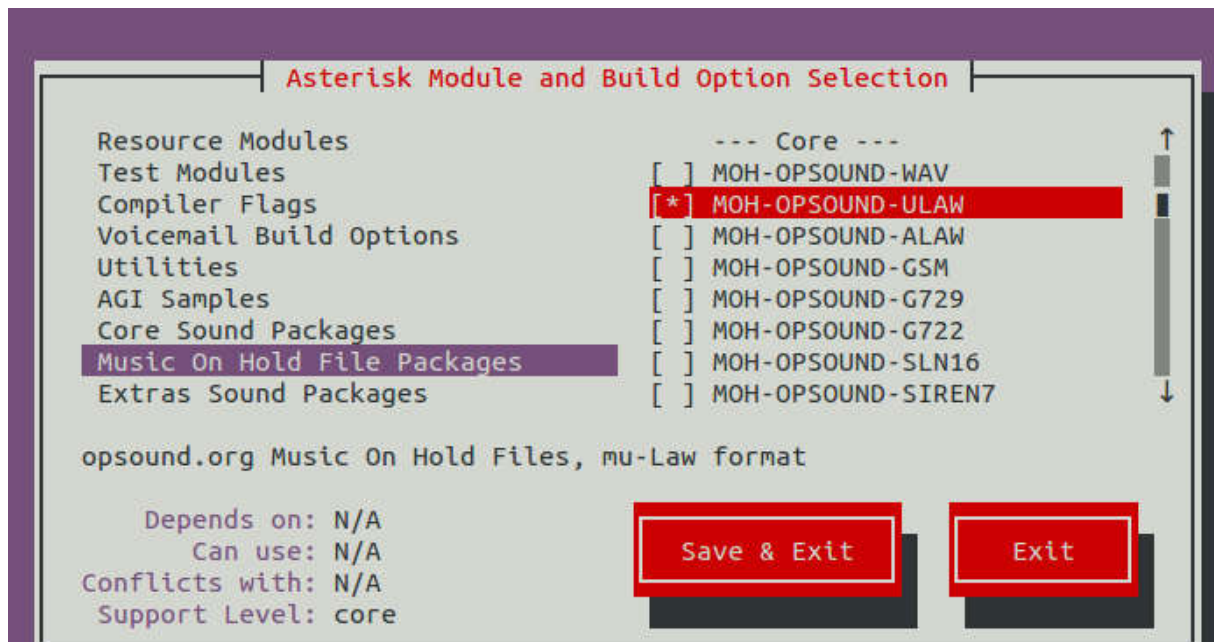 Asterisk Module and Build Option Selection
Resource Modules --- Core --- ↑
Test Modules [ ] MOH-OPSOUND-WAV
Compiler Flags [*] MOH-OPSOUND-ULAW
Voicemail Build Options [ ] MOH-OPSOUND-ALAW
Utilities [ ] MOH-OPSOUND-GSM
AGI Samples [ ] MOH-OPSOUND-G729
Core Sound Packages [ ] MOH-OPSOUND-G722
Music On Hold File Packages [ ] MOH-OPSOUND-SLN16
Extras Sound Packages [ ] MOH-OPSOUND-SIREN7 ↓
opsound.org Music On Hold Files, mu-Law format
Depends on: N/A
Can use: N/A
Conflicts with: N/A
Support Level: core
Save & Exit
Exit